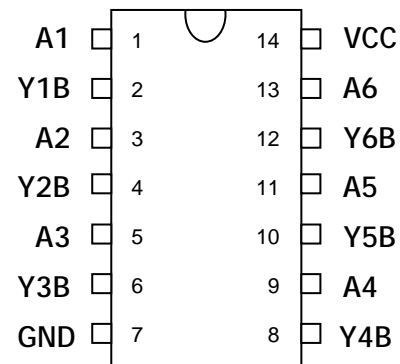 A1 1 14 VCC
Y1B 2 13 A6
A2 3 12 Y6B
Y2B 4 11 A5
A3 5 10 Y5B
Y3B 6 9 A4
GND 7 8 Y4B